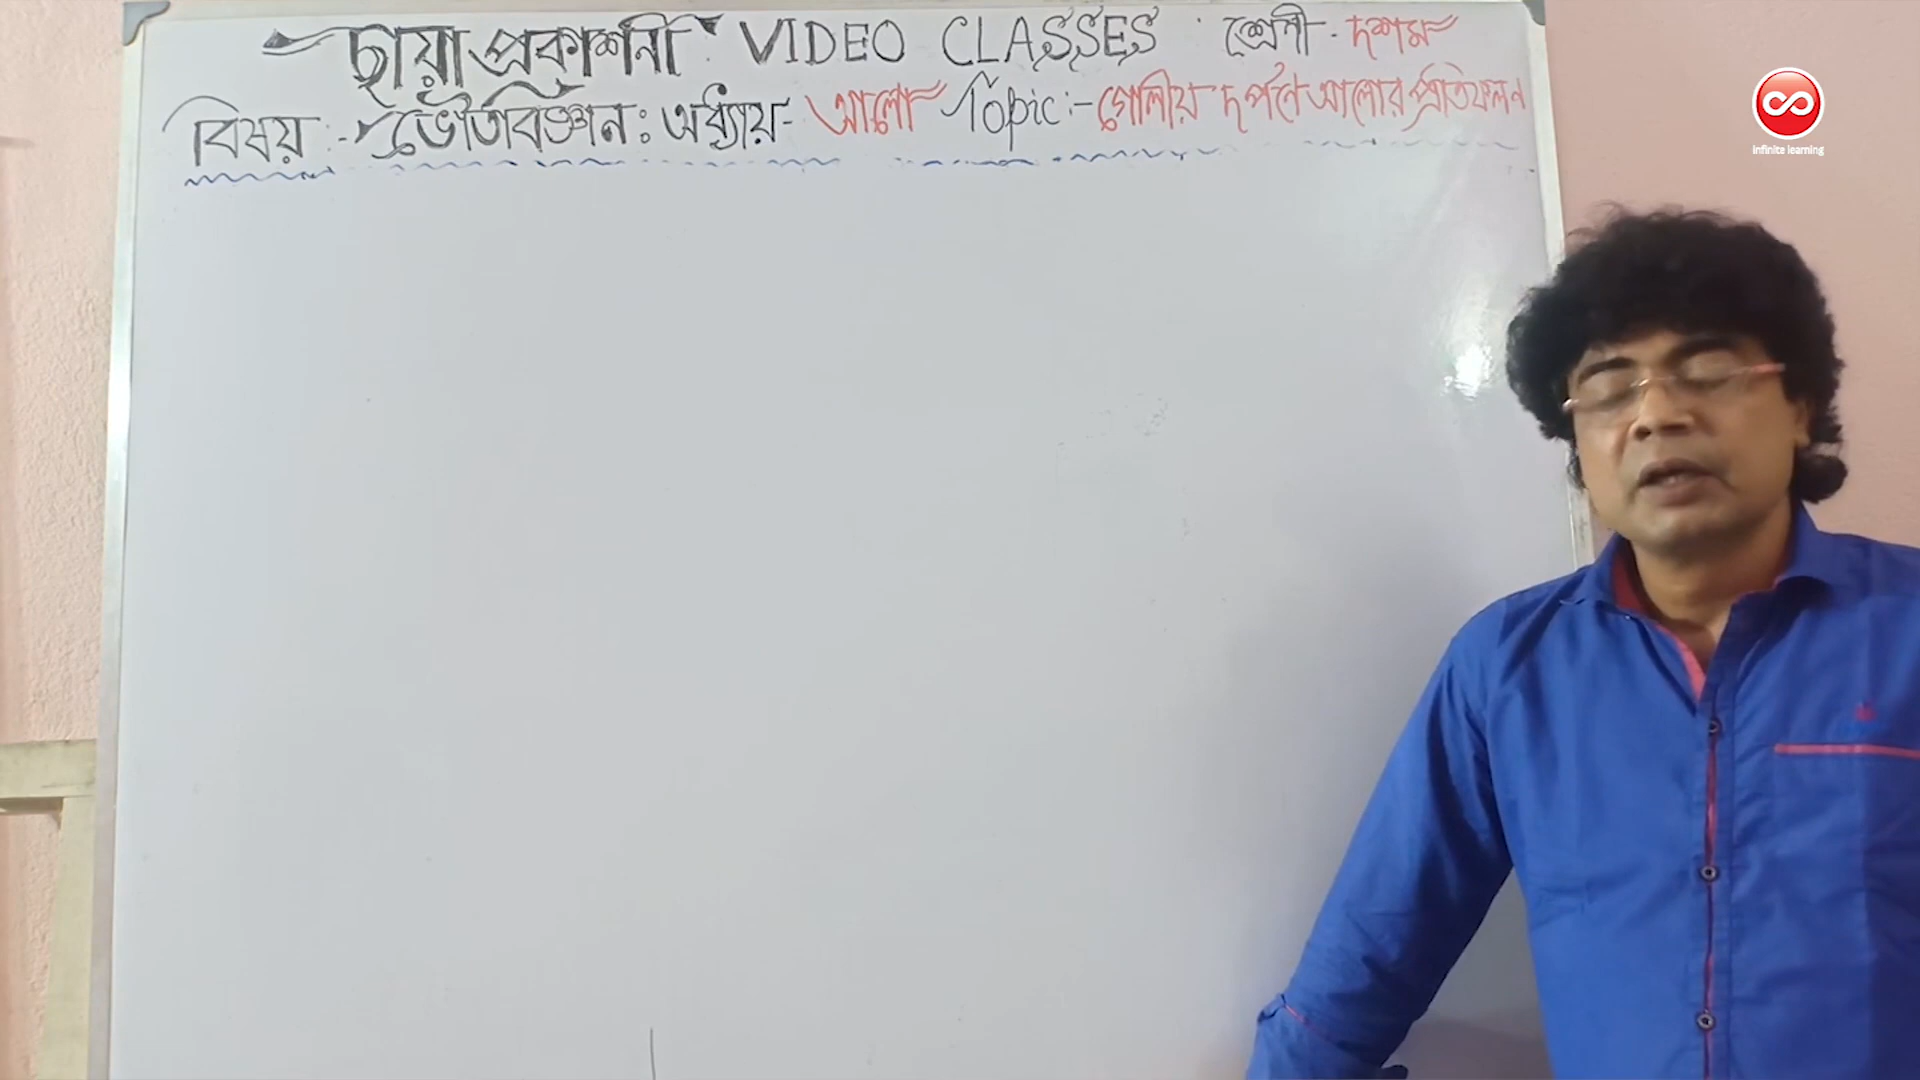 ছায়া প্রকাশনী VIDEO CLASSES শ্রেণী - দশম
বিষয় :- ভৌতবিজ্ঞান : অধ্যায় - আলো Topic :- গোলীয় দর্পণে আলোর প্রতিফলন
infinite learning